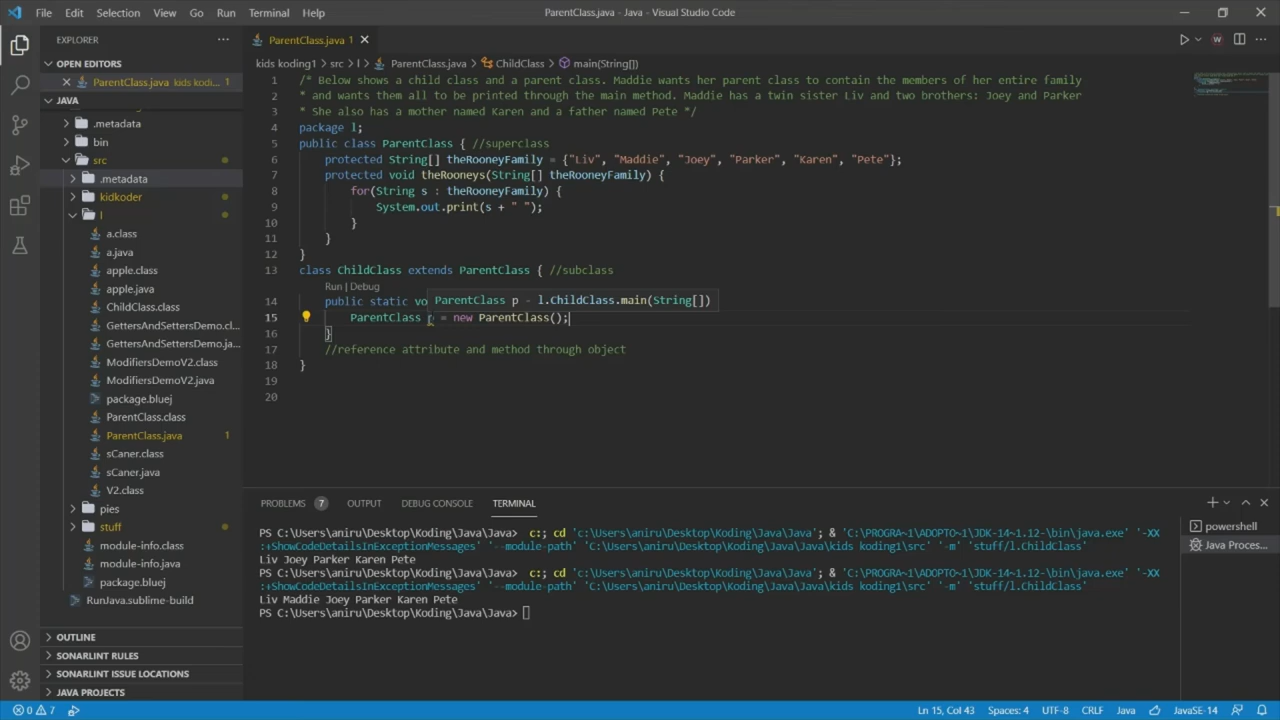 File Edit Selection View Go Run Terminal Help
ParentClass.java - Java - Visual Studio Code
EXPLORER
OPEN EDITORS
ParentClass.java kids kodi... 1
JAVA
.metadata
bin
src
.metadata
kidkoder
l
a.class
a.java
apple.class
apple.java
ChildClass.class
GettersAndSettersDemo.cl...
GettersAndSettersDemo.ja...
ModifiersDemoV2.class
ModifiersDemoV2.java
package.bluej
ParentClass.class
ParentClass.java 1
sCaner.class
sCaner.java
V2.class
pies
stuff
module-info.class
module-info.java
package.bluej
RunJava.sublime-build
OUTLINE
SONARLINT RULES
SONARLINT ISSUE LOCATIONS
JAVA PROJECTS
ParentClass.java 1
kids koding1 > src > l > ParentClass.java > ChildClass > main(String[])
1 /* Below shows a child class and a parent class. Maddie wants her parent class to contain the members of her entire family
2 * and wants them all to be printed through the main method. Maddie has a twin sister Liv and two brothers: Joey and Parker
3 * She also has a mother named Karen and a father named Pete */
4 package l;
5 public class ParentClass { //superclass
6 protected String[] theRooneyFamily = {"Liv", "Maddie", "Joey", "Parker", "Karen", "Pete"};
7 protected void theRooneys(String[] theRooneyFamily) {
8 for(String s : theRooneyFamily) {
9 System.out.print(s + " ");
10 }
11 }
12 }
13 class ChildClass extends ParentClass { //subclass
Run | Debug
14 public static vo
ParentClass p - l.ChildClass.main(String[])
15 ParentClass p = new ParentClass();
16 }
17 //reference attribute and method through object
18 }
19
20
PROBLEMS 7 OUTPUT DEBUG CONSOLE TERMINAL
powershell
Java Proces...
PS C:\Users\aniru\Desktop\Koding\Java\Java> c:; cd 'c:\Users\aniru\Desktop\Koding\Java\Java'; & 'C:\PROGRA~1\ADOPTO~1\JDK-14~1.12-\bin\java.exe' '-XX
:+ShowCodeDetailsInExceptionMessages' '--module-path' 'C:\Users\aniru\Desktop\Koding\Java\Java\kids koding1\src' '-m' 'stuff/l.ChildClass'
Liv Joey Parker Karen Pete
PS C:\Users\aniru\Desktop\Koding\Java\Java> c:; cd 'c:\Users\aniru\Desktop\Koding\Java\Java'; & 'C:\PROGRA~1\ADOPTO~1\JDK-14~1.12-\bin\java.exe' '-XX
:+ShowCodeDetailsInExceptionMessages' '--module-path' 'C:\Users\aniru\Desktop\Koding\Java\Java\kids koding1\src' '-m' 'stuff/l.ChildClass'
Liv Maddie Joey Parker Karen Pete
PS C:\Users\aniru\Desktop\Koding\Java\Java>
0 7
Ln 15, Col 43 Spaces: 4 UTF-8 CRLF Java JavaSE-14